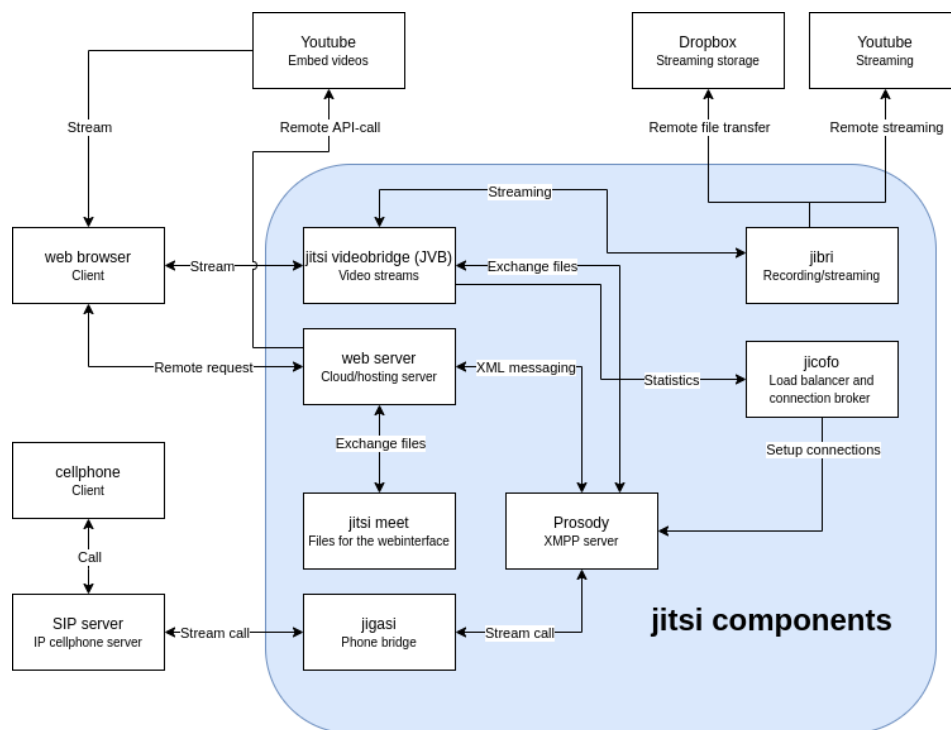 Youtube
Embed videos
Dropbox
Streaming storage
Youtube
Streaming
Stream
Remote API-call
Remote file transfer
Remote streaming
Streaming
web browser
Client
Stream
jitsi videobridge (JVB)
Video streams
Exchange files
jibri
Recording/streaming
Remote request
web server
Cloud/hosting server
XML messaging
Statistics
jicofo
Load balancer and
connection broker
Exchange files
Setup connections
cellphone
Client
jitsi meet
Files for the webinterface
Prosody
XMPP server
Call
SIP server
IP cellphone server
Stream call
jigasi
Phone bridge
Stream call
jitsi components